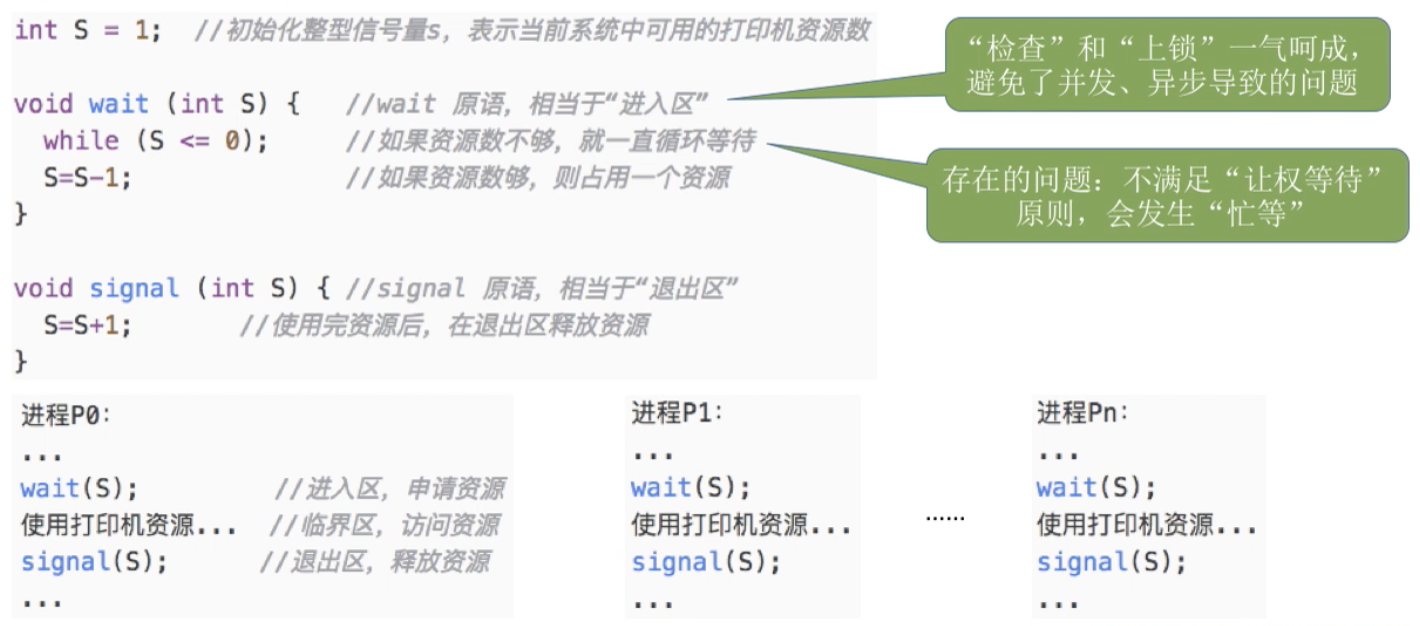 int S = 1;  //初始化整型信号量s，表示当前系统中可用的打印机资源数
“检查”和“上锁”一气呵成，
避免了并发、异步导致的问题
void wait (int S) {   //wait 原语，相当于“进入区”
  while (S <= 0);     //如果资源数不够，就一直循环等待
  S=S-1;              //如果资源数够，则占用一个资源
}
存在的问题：不满足“让权等待”
原则，会发生“忙等”
void signal (int S) { //signal 原语，相当于“退出区”
  S=S+1;       //使用完资源后，在退出区释放资源
}
进程P0:
...
wait(S);         //进入区，申请资源
使用打印机资源...  //临界区，访问资源
signal(S);      //退出区，释放资源
...
进程P1:
...
wait(S);
使用打印机资源...
signal(S);
...
......
进程Pn:
...
wait(S);
使用打印机资源...
signal(S);
...